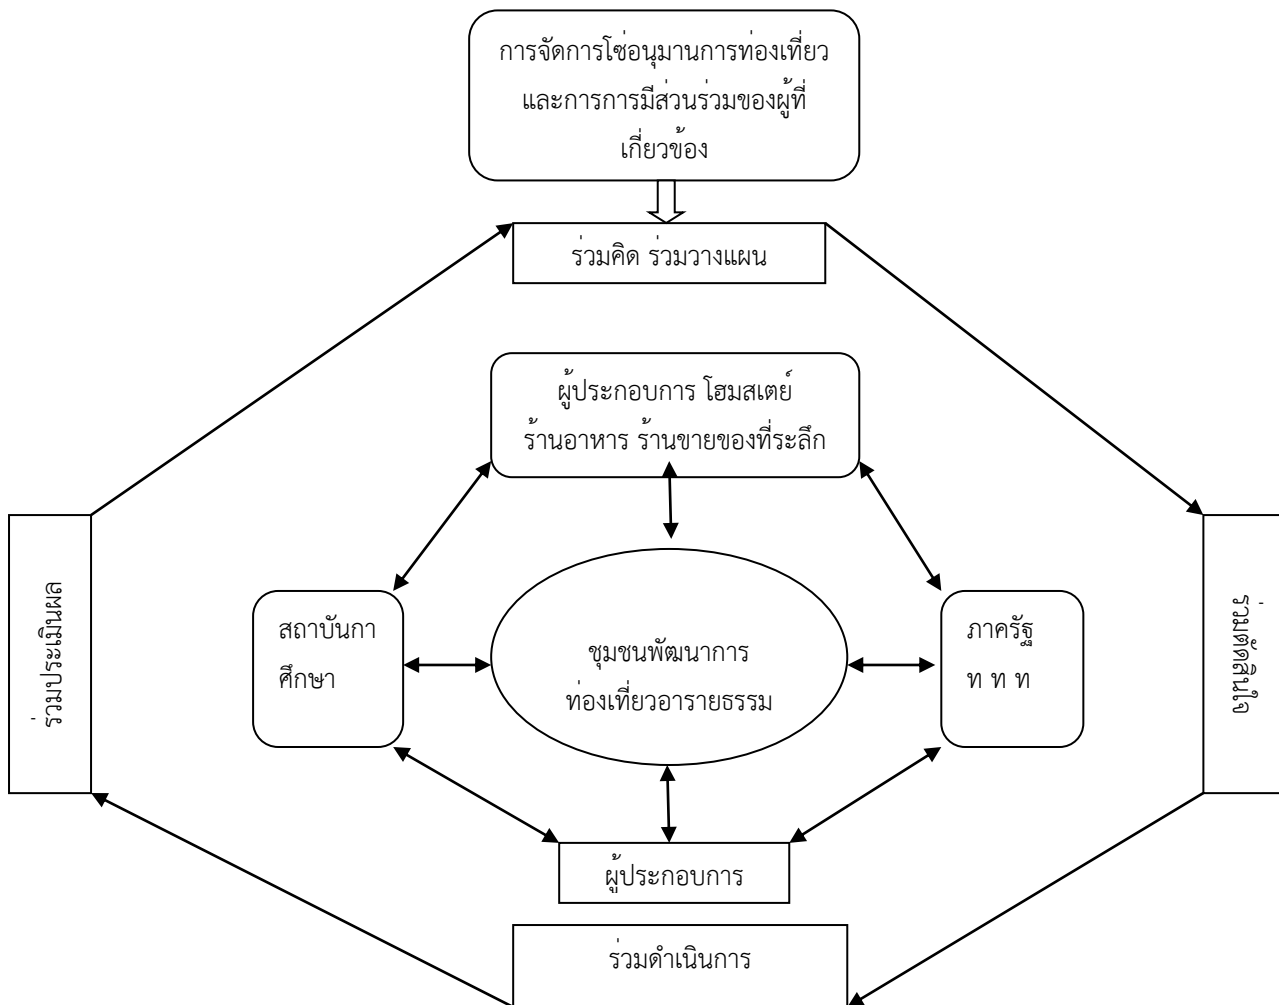 การจัดการโซ่อนุมานการท่องเที่ยว
และการการมีส่วนร่วมของผู้ที่
เกี่ยวข้อง
ร่วมคิด ร่วมวางแผน
ผู้ประกอบการ โฮมสเตย์
ร้านอาหาร ร้านขายของที่ระลึก
ร่วมประเมินผล
สถาบันกา
ศึกษา
ชุมชนพัฒนาการ
ท่องเที่ยวอารายธรรม
ภาครัฐ
ท ท ท
ร่วมตัดสินใจ
ผู้ประกอบการ
ร่วมดำเนินการ